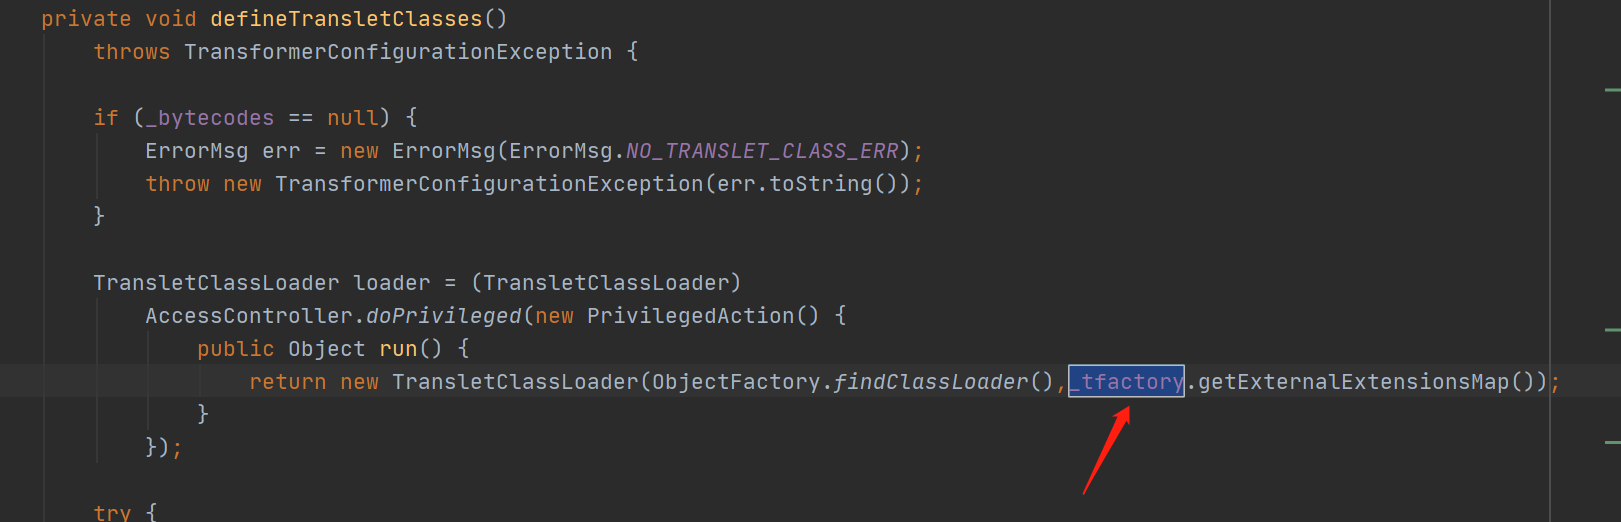 private void defineTransletClasses()
throws TransformerConfigurationException {
if (_bytecodes == null) {
ErrorMsg err = new ErrorMsg(ErrorMsg.NO_TRANSLET_CLASS_ERR);
throw new TransformerConfigurationException(err.toString());
}
TransletClassLoader loader = (TransletClassLoader)
AccessController.doPrivileged(new PrivilegedAction() {
public Object run() {
return new TransletClassLoader(ObjectFactory.findClassLoader(),_tfactory.getExternalExtensionsMap());
}
});
try {